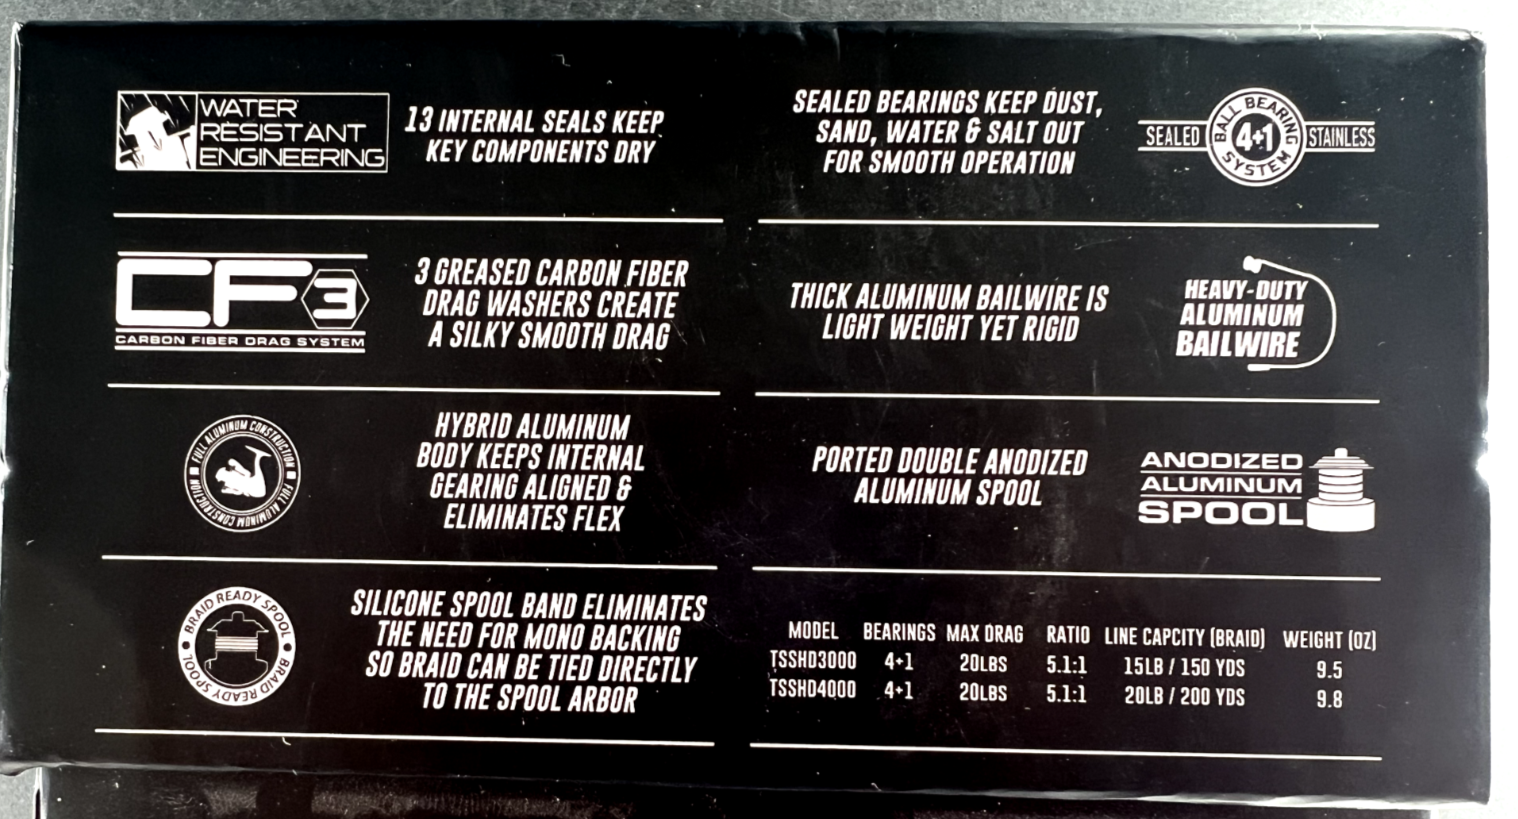 WATER
RESISTANT
ENGINEERING
13 INTERNAL SEALS KEEP
KEY COMPONENTS DRY
SEALED BEARINGS KEEP DUST,
SAND, WATER & SALT OUT
FOR SMOOTH OPERATION
SEALED
BALL BEARING
4+1
SYSTEM
STAINLESS
CF3
CARBON FIBER DRAG SYSTEM
3 GREASED CARBON FIBER
DRAG WASHERS CREATE
A SILKY SMOOTH DRAG
THICK ALUMINUM BAILWIRE IS
LIGHT WEIGHT YET RIGID
HEAVY-DUTY
ALUMINUM
BAILWIRE
FULL ALUMINUM CONSTRUCTION
FULL ALUMINUM CONSTRUCTION
HYBRID ALUMINUM
BODY KEEPS INTERNAL
GEARING ALIGNED &
ELIMINATES FLEX
PORTED DOUBLE ANODIZED
ALUMINUM SPOOL
ANODIZED
ALUMINUM
SPOOL
BRAID READY SPOOL
BRAID READY SPOOL
SILICONE SPOOL BAND ELIMINATES
THE NEED FOR MONO BACKING
SO BRAID CAN BE TIED DIRECTLY
TO THE SPOOL ARBOR
MODEL BEARINGS MAX DRAG RATIO LINE CAPCITY (BRAID) WEIGHT (OZ)
TSSHD3000 4+1 20LBS 5.1:1 15LB / 150 YDS 9.5
TSSHD4000 4+1 20LBS 5.1:1 20LB / 200 YDS 9.8